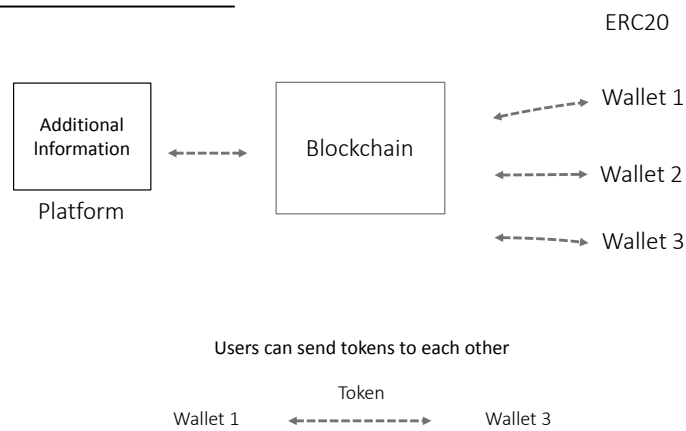 ERC20
Additional
Information
Platform
Blockchain
Wallet 1
Wallet 2
Wallet 3
Users can send tokens to each other
Token
Wallet 1
Wallet 3